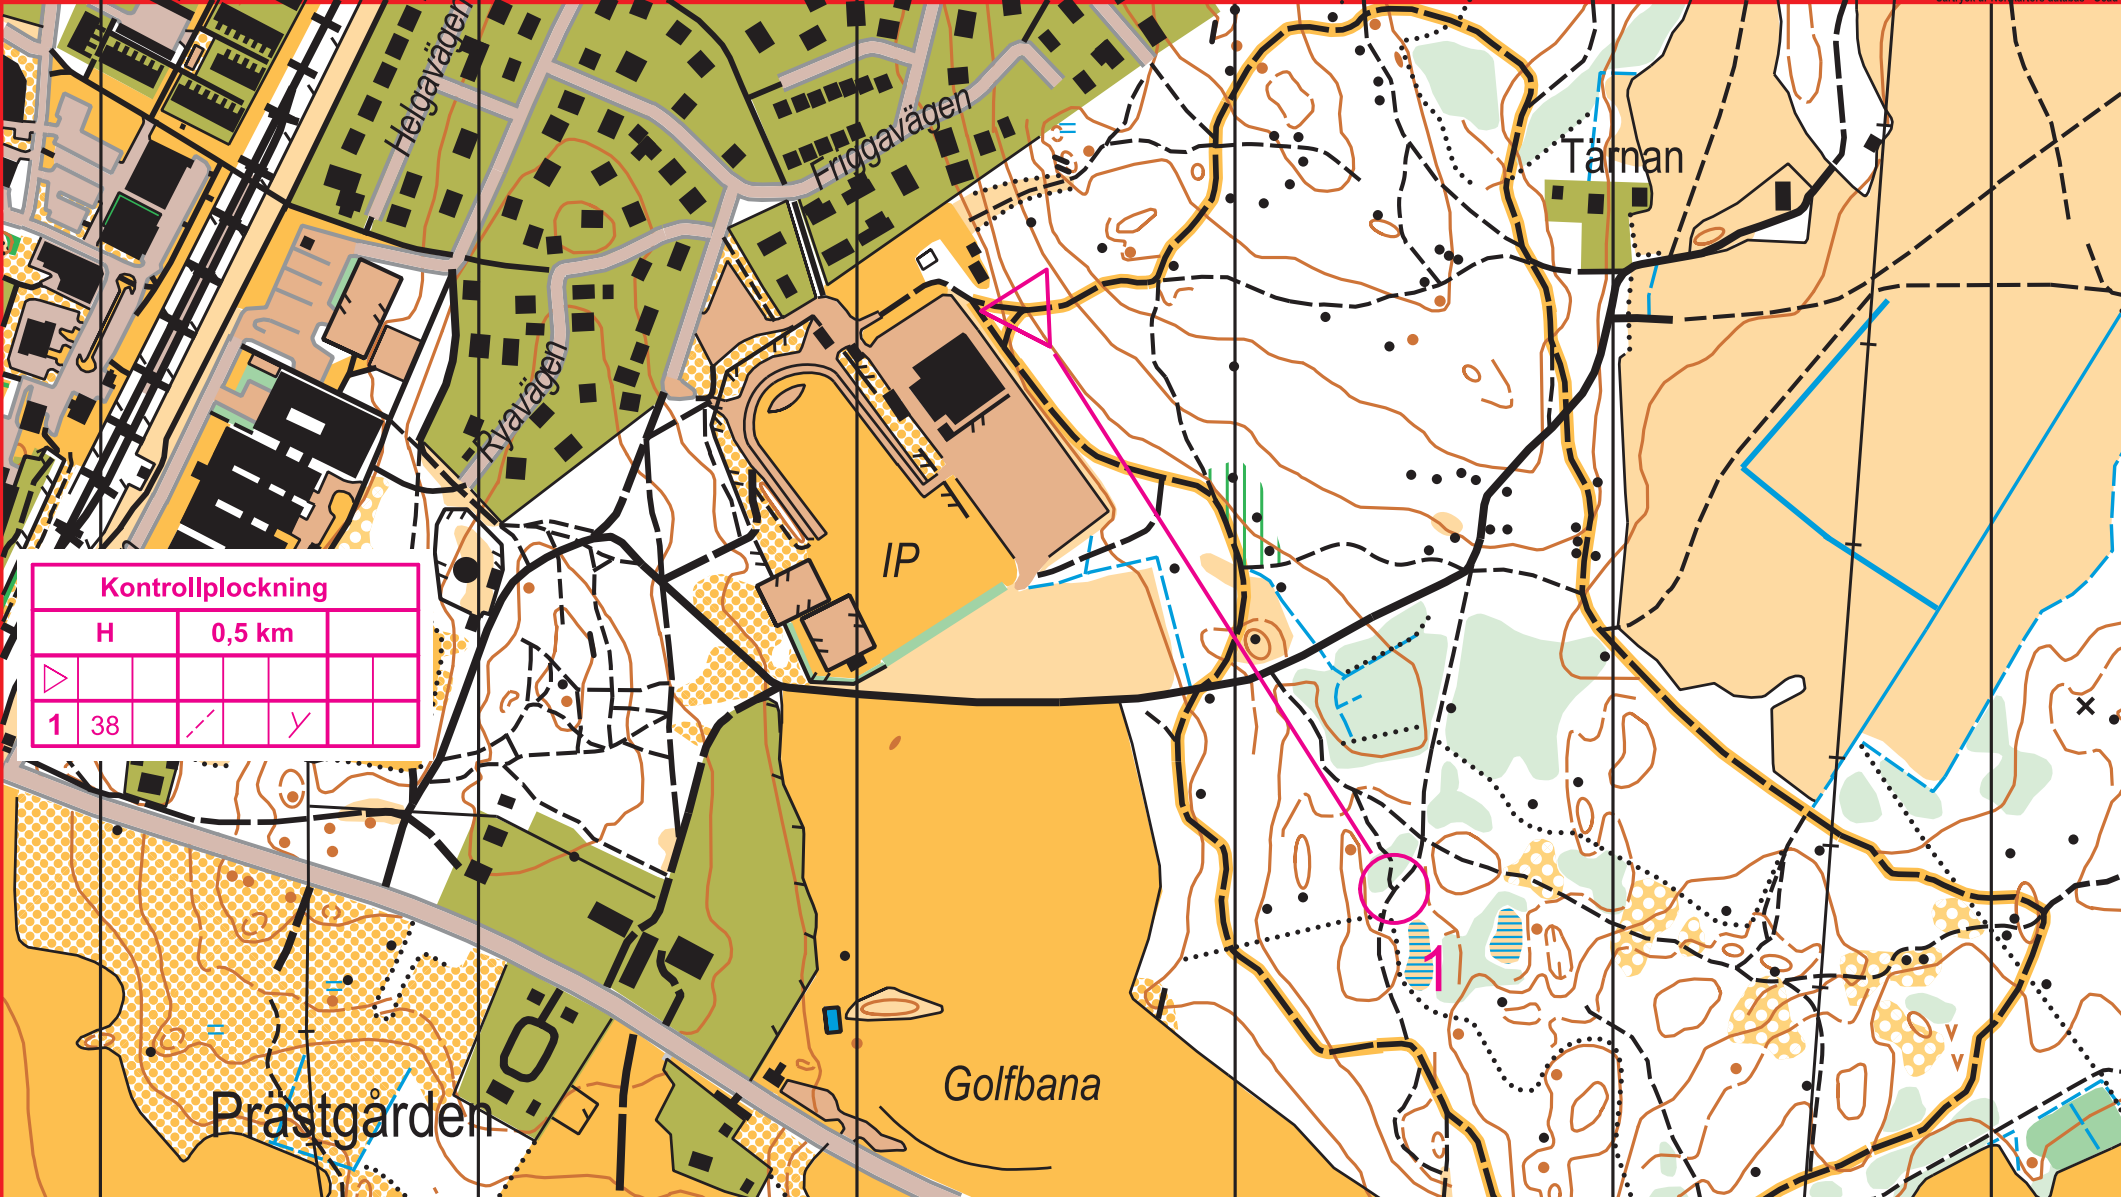 Helgavägen
Friggavägen
Tärnan
Ryavägen
IP
Kontrollplockning
H 0,5 km
1 38
1
Golfbana
Prästgården